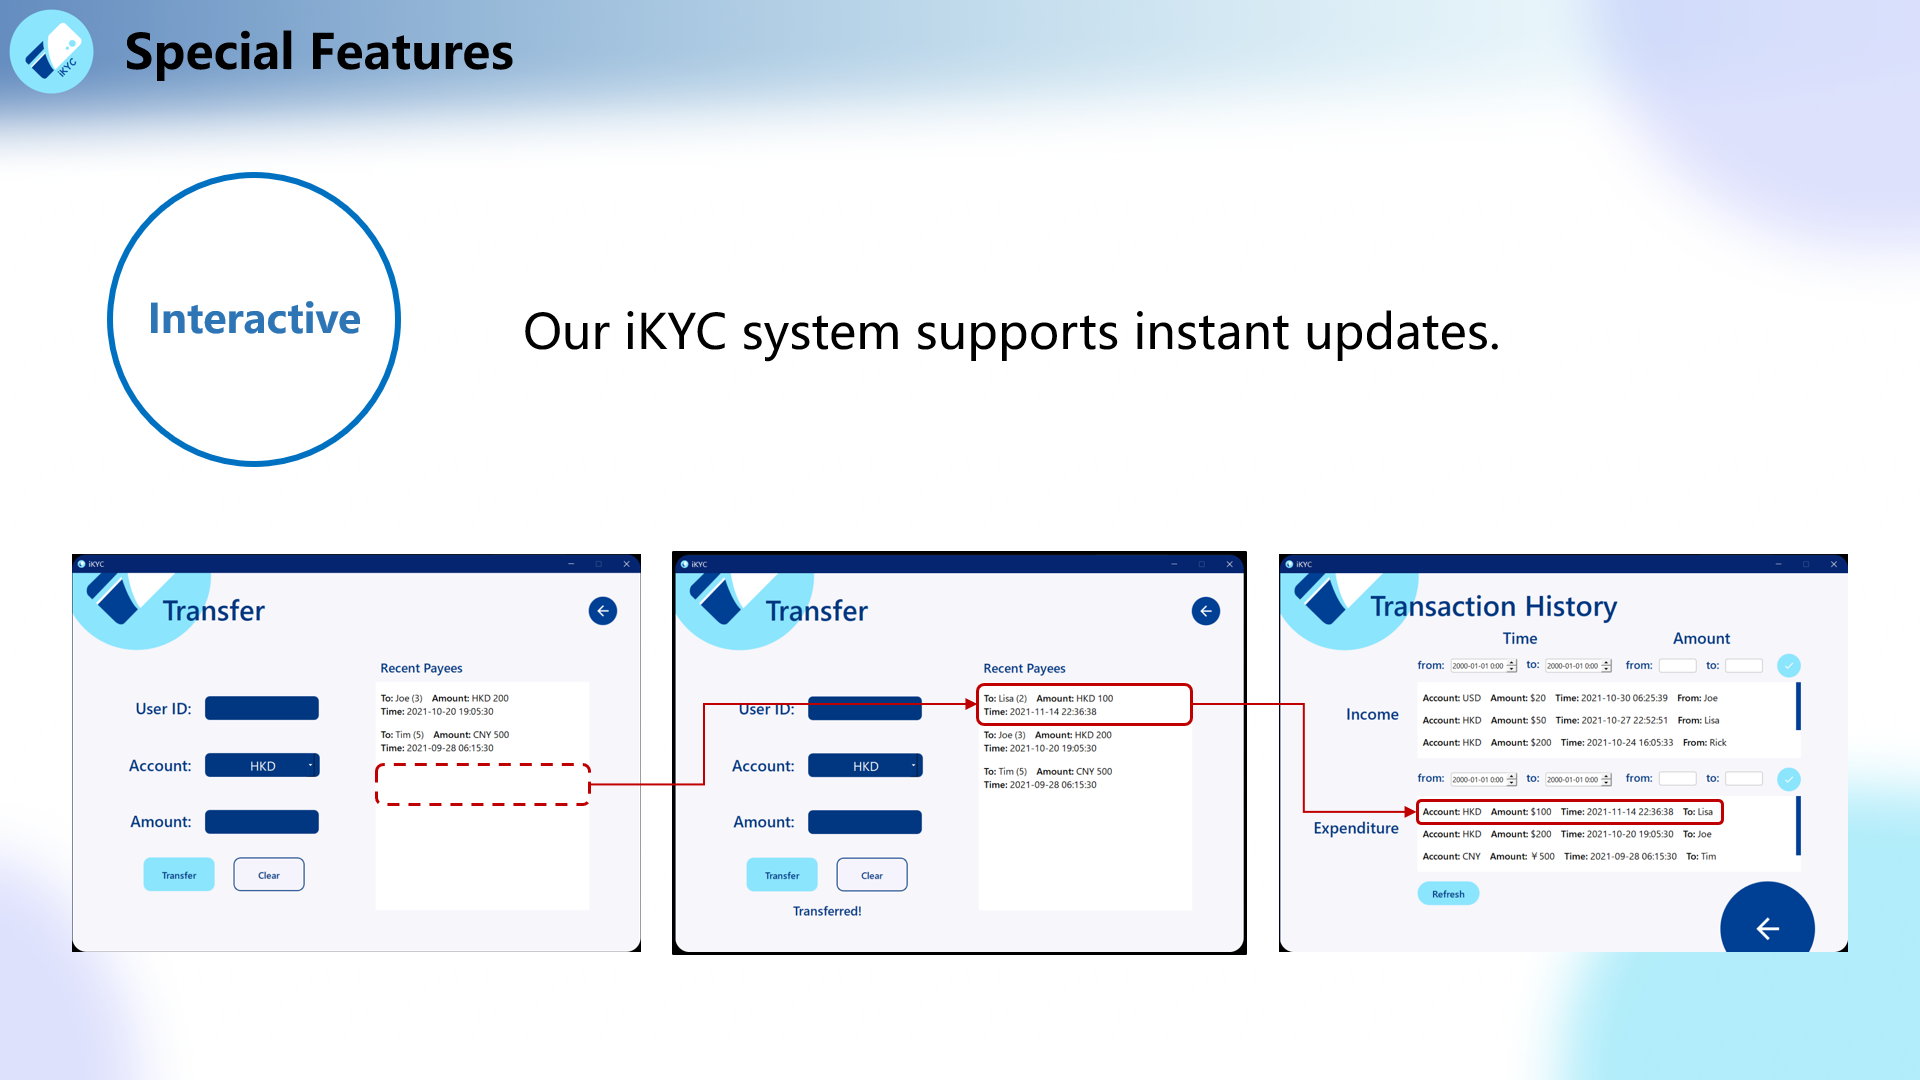 iKYC
Special Features
Interactive
Our iKYC system supports instant updates.
iKYC
Transfer
Recent Payees
To: Joe (3) Amount: HKD 200
Time: 2021-10-20 19:05:30
To: Tim (5) Amount: CNY 500
Time: 2021-09-28 06:15:30
User ID:
Account: HKD
Amount:
Transfer Clear
iKYC
Transfer
Recent Payees
To: Lisa (2) Amount: HKD 100
Time: 2021-11-14 22:36:38
To: Joe (3) Amount: HKD 200
Time: 2021-10-20 19:05:30
To: Tim (5) Amount: CNY 500
Time: 2021-09-28 06:15:30
User ID:
Account: HKD
Amount:
Transfer Clear
Transferred!
iKYC
Transaction History
Time Amount
from: 2000-01-01 0:00 to: 2000-01-01 0:00 from: to:
Income
Account: USD Amount: $20 Time: 2021-10-30 06:25:39 From: Joe
Account: HKD Amount: $50 Time: 2021-10-27 22:52:51 From: Lisa
Account: HKD Amount: $200 Time: 2021-10-24 16:05:33 From: Rick
from: 2000-01-01 0:00 to: 2000-01-01 0:00 from: to:
Expenditure
Account: HKD Amount: $100 Time: 2021-11-14 22:36:38 To: Lisa
Account: HKD Amount: $200 Time: 2021-10-20 19:05:30 To: Joe
Account: CNY Amount: ¥500 Time: 2021-09-28 06:15:30 To: Tim
Refresh